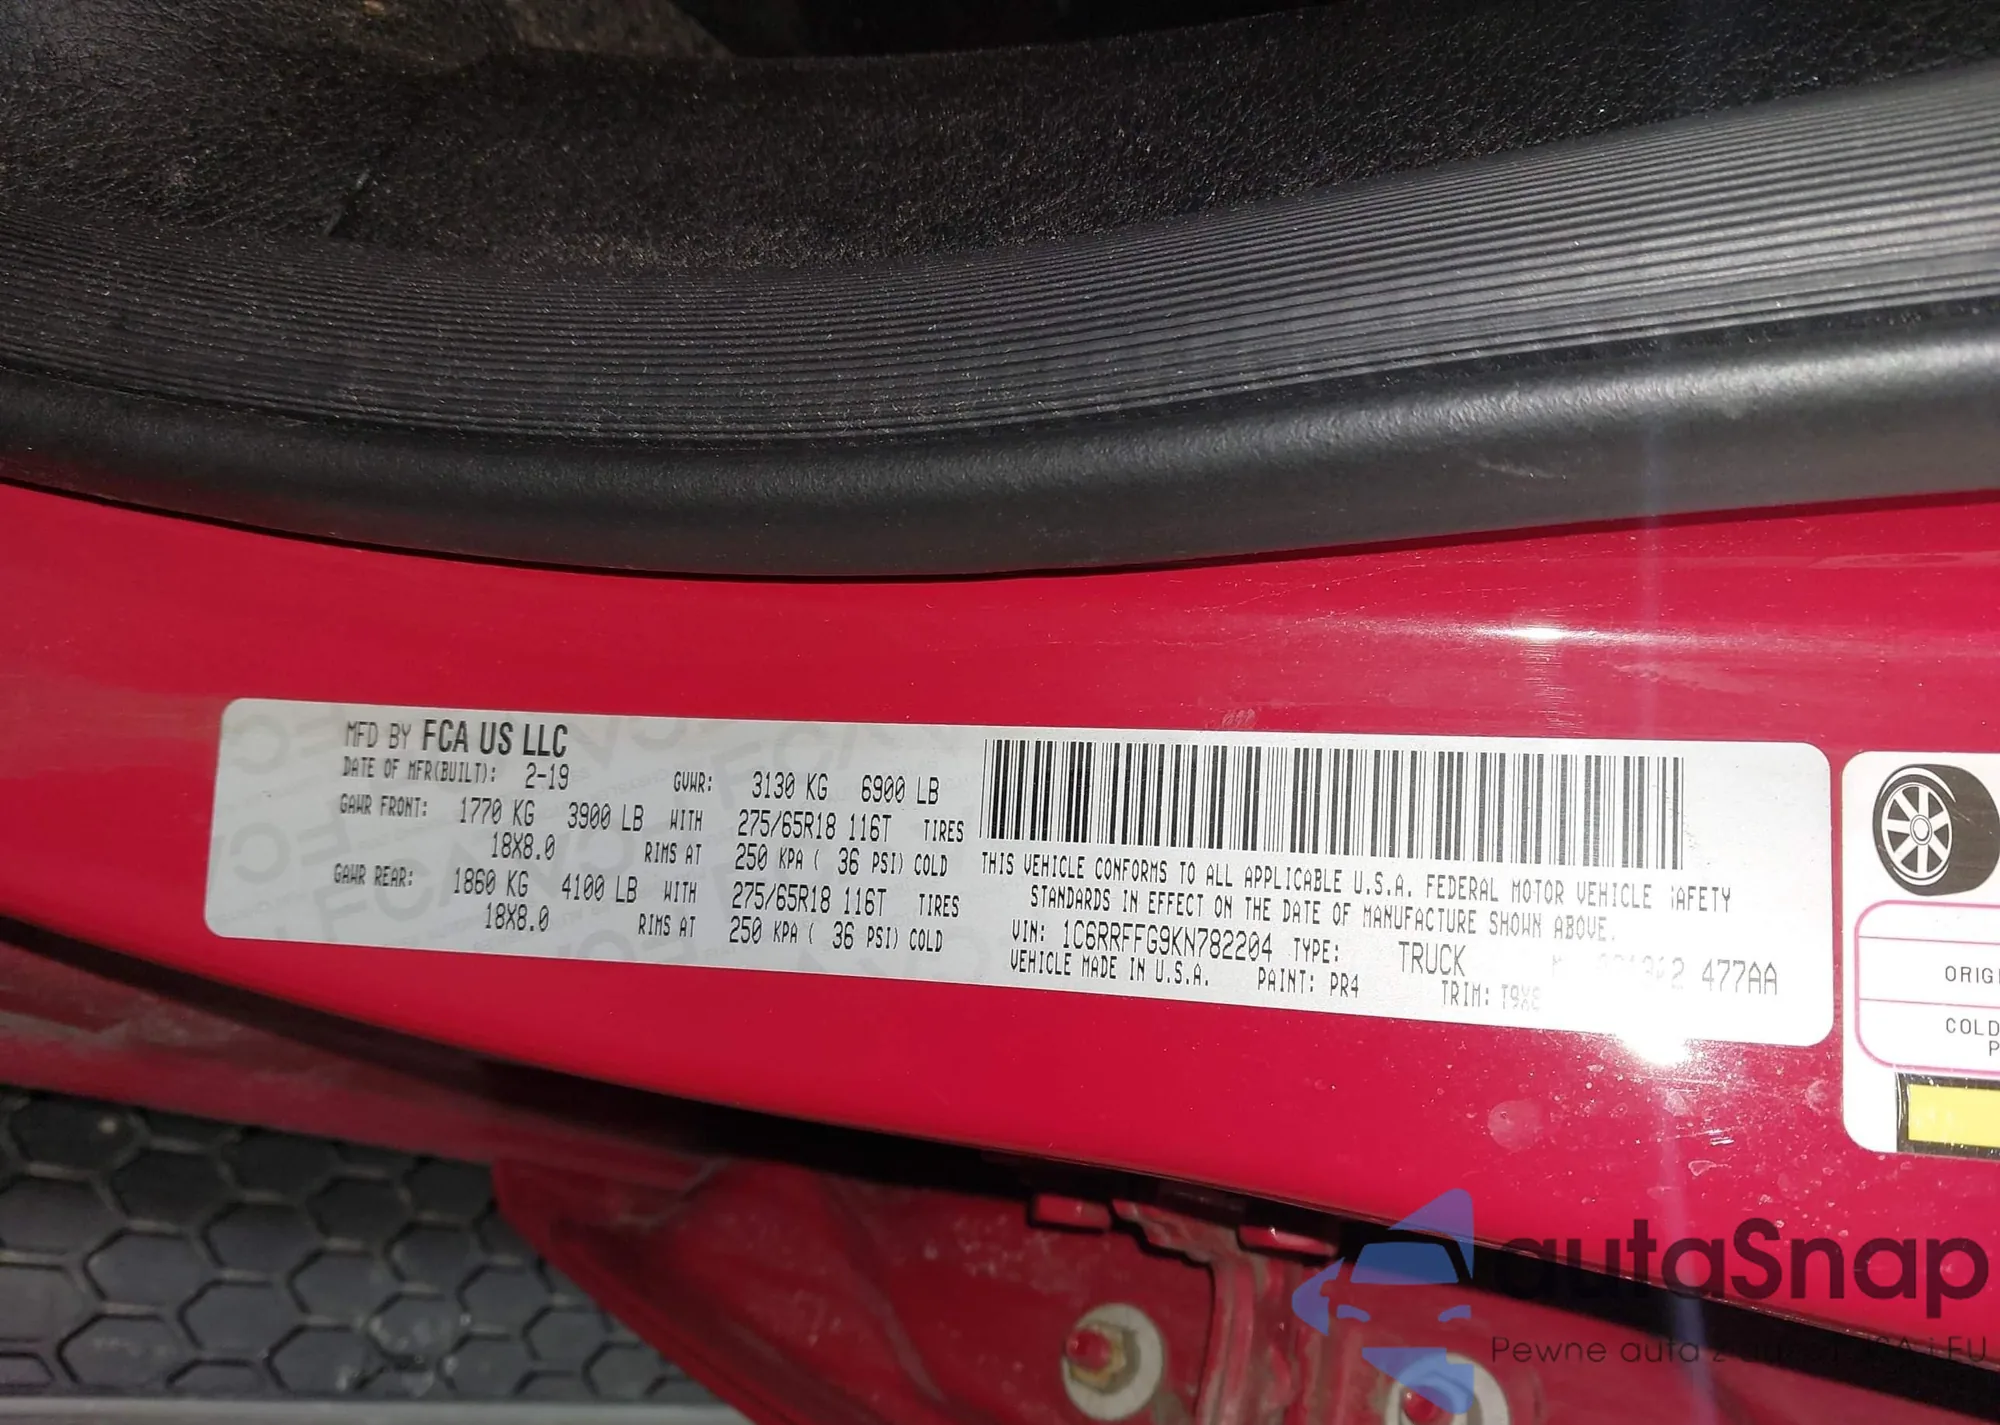 MFD BY FCA US LLC
DATE OF MFR(BUILT): 2-19 GVWR: 3130 KG 6900 LB
GAWR FRONT: 1770 KG 3900 LB WITH 275/65R18 116T TIRES
18X8.0 RIMS AT 250 KPA ( 36 PSI) COLD
GAWR REAR: 1860 KG 4100 LB WITH 275/65R18 116T TIRES
18X8.0 RIMS AT 250 KPA ( 36 PSI) COLD
THIS VEHICLE CONFORMS TO ALL APPLICABLE U.S.A. FEDERAL MOTOR VEHICLE SAFETY
STANDARDS IN EFFECT ON THE DATE OF MANUFACTURE SHOWN ABOVE.
VIN: 1C6RRFFG9KN782204 TYPE: TRUCK 477AA
VEHICLE MADE IN U.S.A. PAINT: PR4 TRIM:
ORIG
COLD
P
autaSnap
Pewne auta z USA i EU